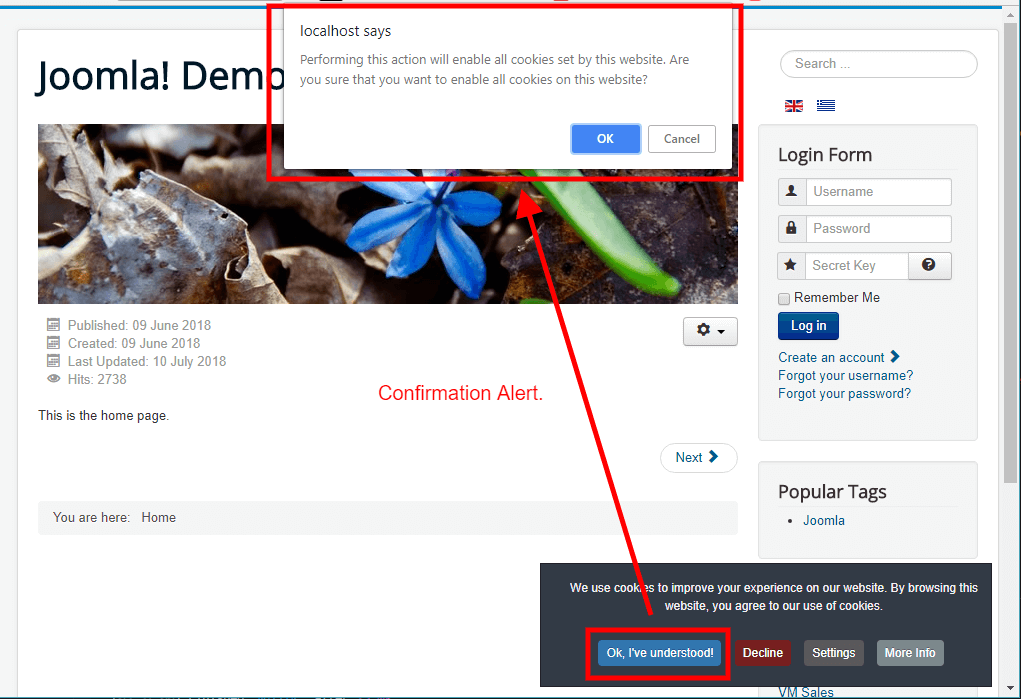 localhost says
Performing this action will enable all cookies set by this website. Are
you sure that you want to enable all cookies on this website?
OK
Cancel
Joomla! Demo
Published: 09 June 2018
Created: 09 June 2018
Last Updated: 10 July 2018
Hits: 2738
Confirmation Alert.
This is the home page.
Next
You are here: Home
Search ...
Login Form
Username
Password
Secret Key
Remember Me
Log in
Create an account
Forgot your username?
Forgot your password?
Popular Tags
Joomla
We use cookies to improve your experience on our website. By browsing this
website, you agree to our use of cookies.
Ok, I've understood!
Decline
Settings
More Info
VM Sales